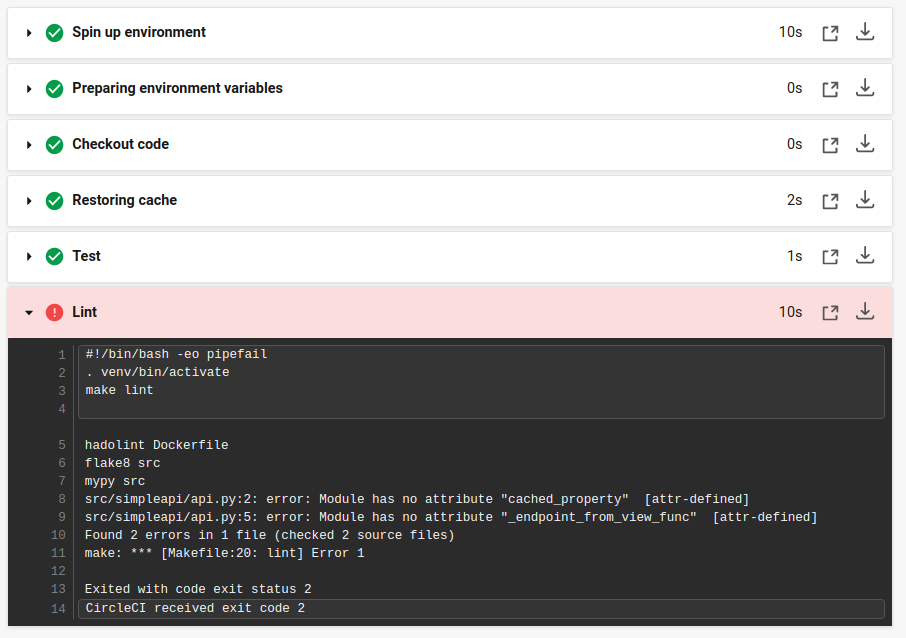 Spin up environment 10s
Preparing environment variables 0s
Checkout code 0s
Restoring cache 2s
Test 1s
Lint 10s
1 #!/bin/bash -eo pipefail
2 . venv/bin/activate
3 make lint
4
5 hadolint Dockerfile
6 flake8 src
7 mypy src
8 src/simpleapi/api.py:2: error: Module has no attribute "cached_property"  [attr-defined]
9 src/simpleapi/api.py:5: error: Module has no attribute "_endpoint_from_view_func"  [attr-defined]
10 Found 2 errors in 1 file (checked 2 source files)
11 make: *** [Makefile:20: lint] Error 1
12
13 Exited with code exit status 2
14 CircleCI received exit code 2